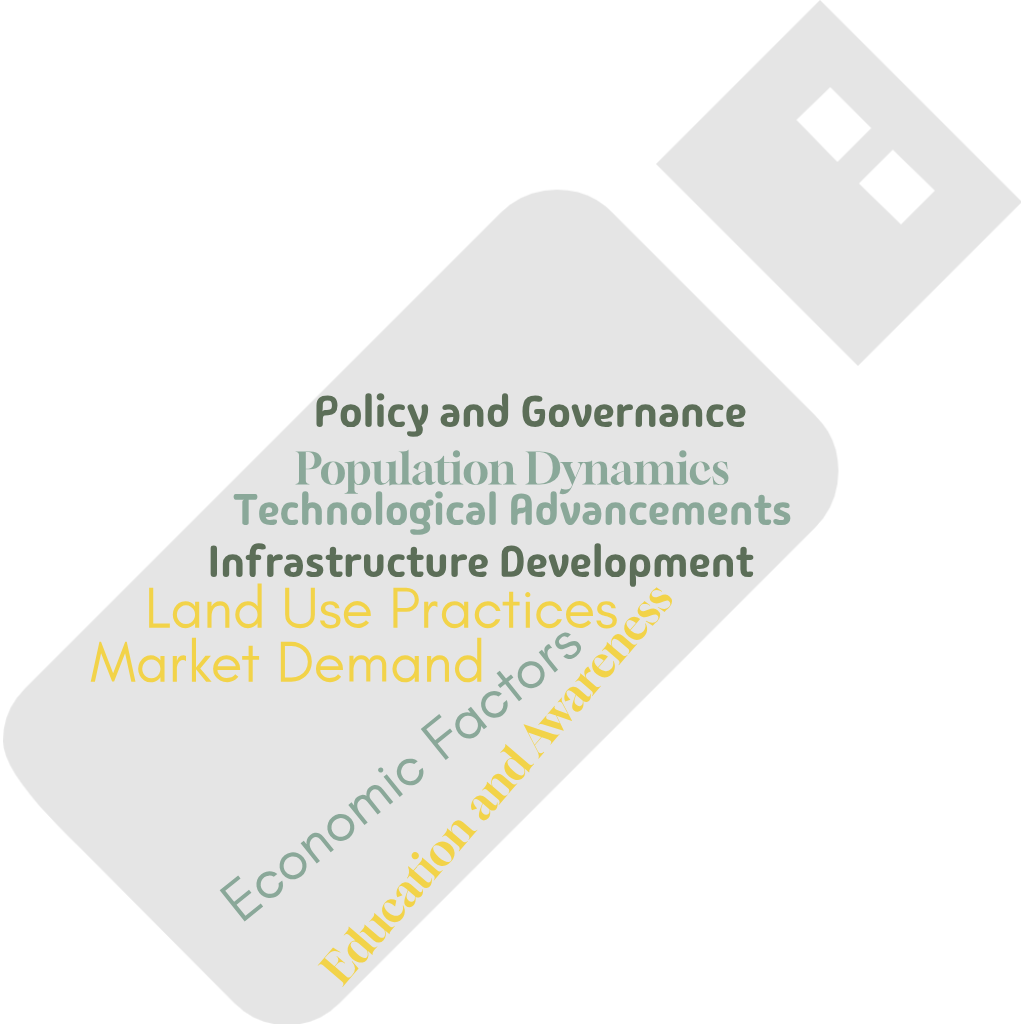 Policy and Governance
Population Dynamics
Technological Advancements
Infrastructure Development
Land Use Practices
Market Demand
Economic Factors
Education and Awareness